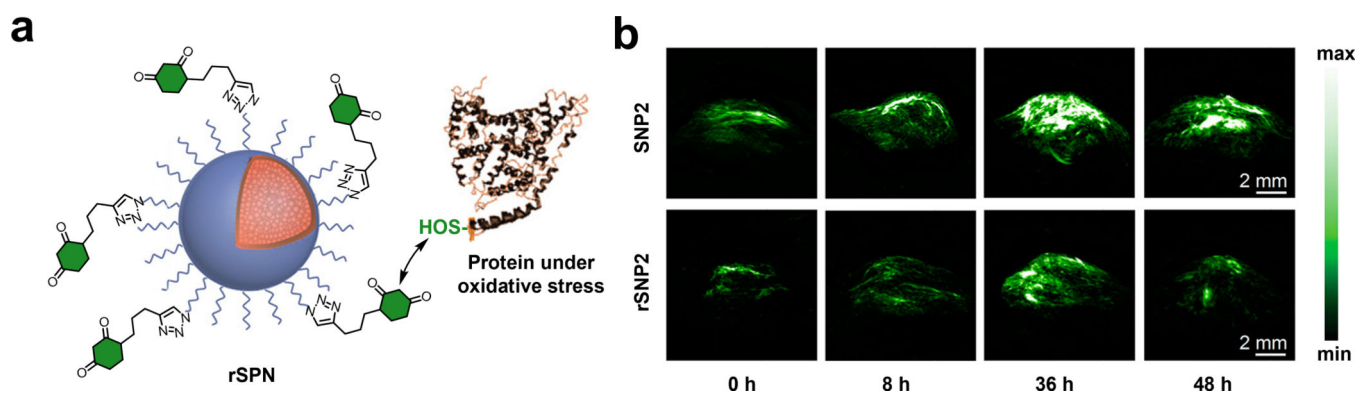 a
b
O
O
N
N
N
O
O
N
N
N
O
O
N
N
N
O
O
N
N
N
O
O
N
N
N
HOS-
Protein under
oxidative stress
rSPN
SNP2
rSNP2
2 mm
2 mm
0 h
8 h
36 h
48 h
max
min